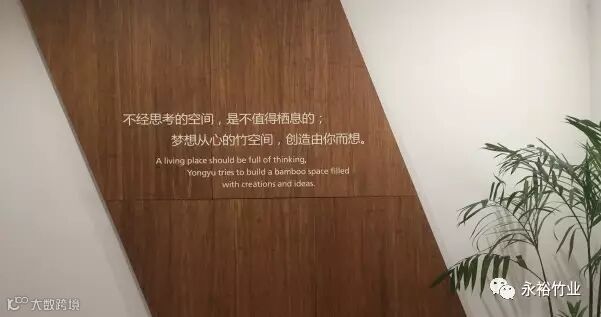 不经思考的空间，是不值得栖息的；
梦想从心的竹空间，创造由你而想。
A living place should be full of thinking,
Yongyu tries to build a bamboo space filled
with creations and ideas.
大数跨境
永裕竹业